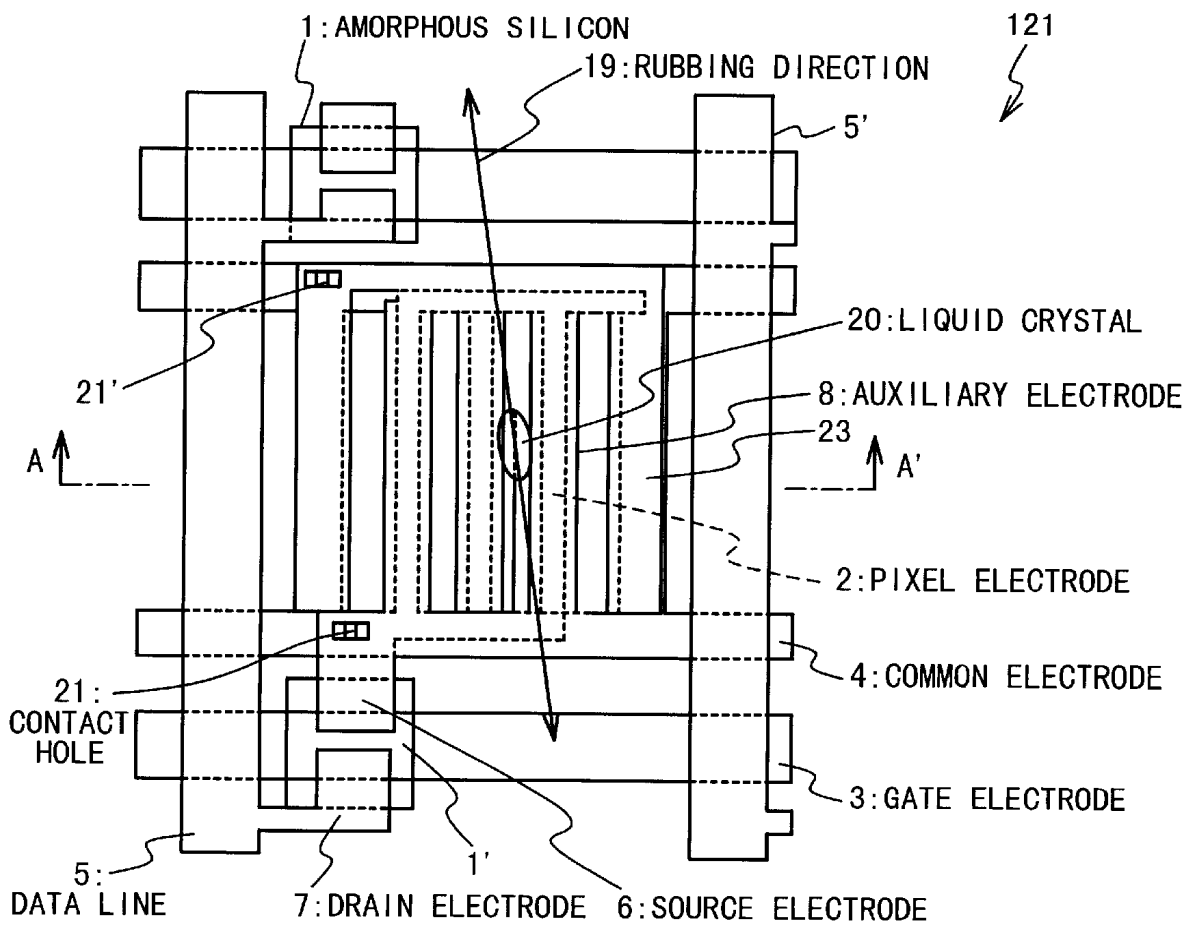 1:AMORPHOUS SILICON
121
19:RUBBING DIRECTION
5'
20:LIQUID CRYSTAL
21'
8:AUXILIARY ELECTRODE
23
A
A'
2:PIXEL ELECTRODE
21:
CONTACT
HOLE
4:COMMON ELECTRODE
3:GATE ELECTRODE
1'
5:
DATA LINE
7:DRAIN ELECTRODE
6:SOURCE ELECTRODE